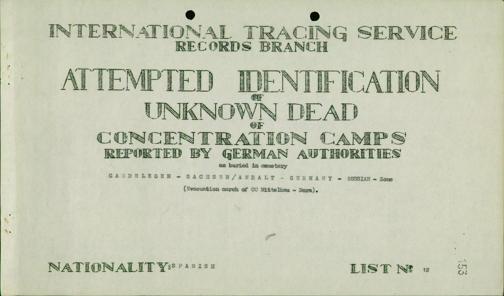 INTERNATIONAL TRACING SERVICE
RECORDS BRANCH
ATTEMPTED IDENTIFICATION
OF
UNKNOWN DEAD
OF
CONCENTRATION CAMPS
REPORTED BY GERMAN AUTHORITIES
as buried in cemetery
GARDELEGEN - SACHSEN/ANHALT - GERMANY - RUSSIAN - Zone
(Evacuation march of CC Mittelbau - Dora).
NATIONALITY: SPANISH
LIST No 12
153